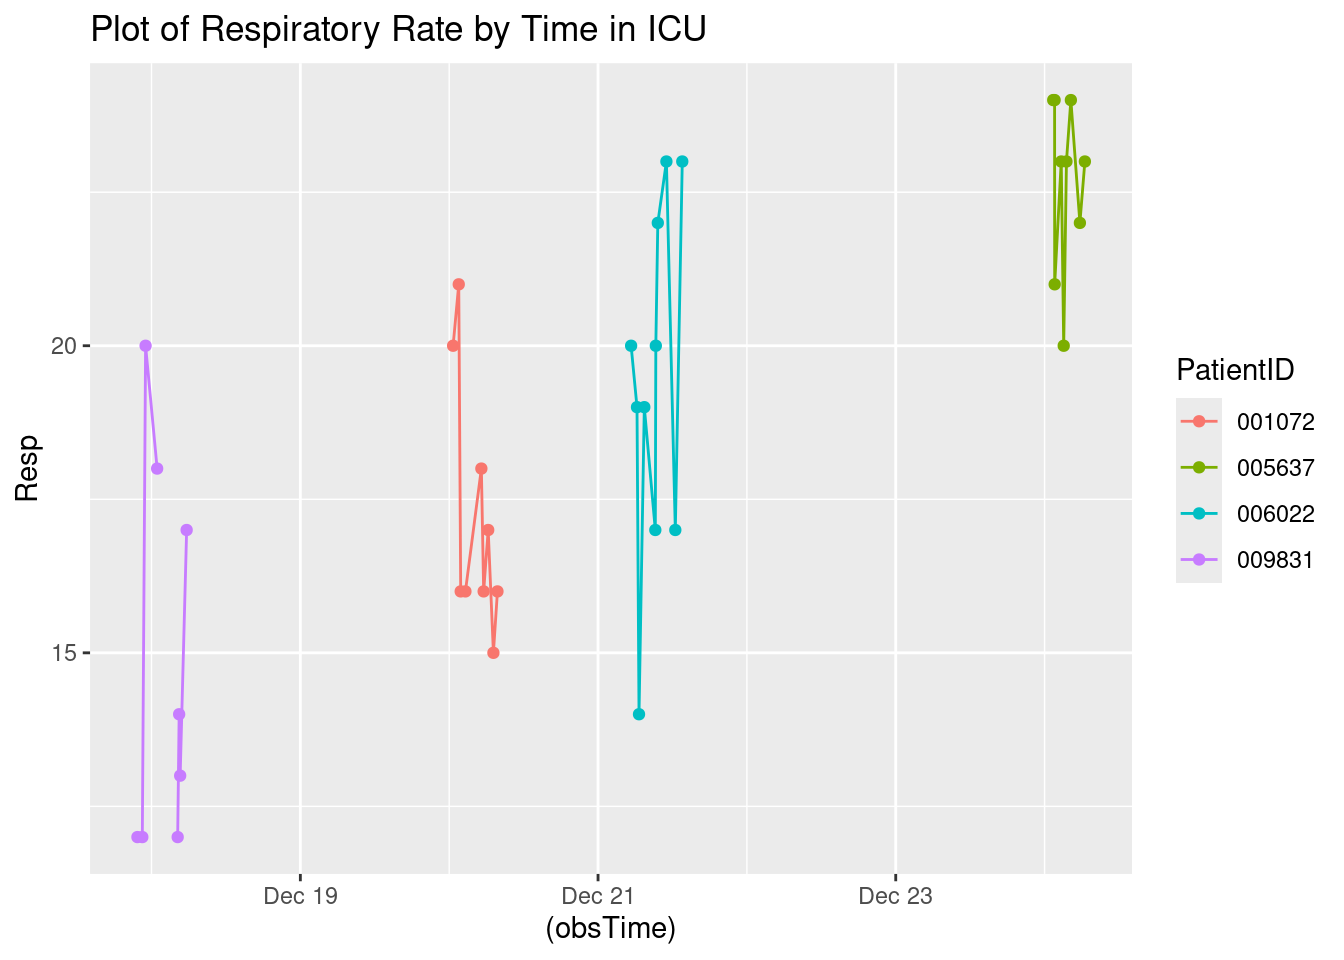 Plot of Respiratory Rate by Time in ICU
20
15
Resp
Dec 19
Dec 21
Dec 23
(obsTime)
PatientID
001072
005637
006022
009831